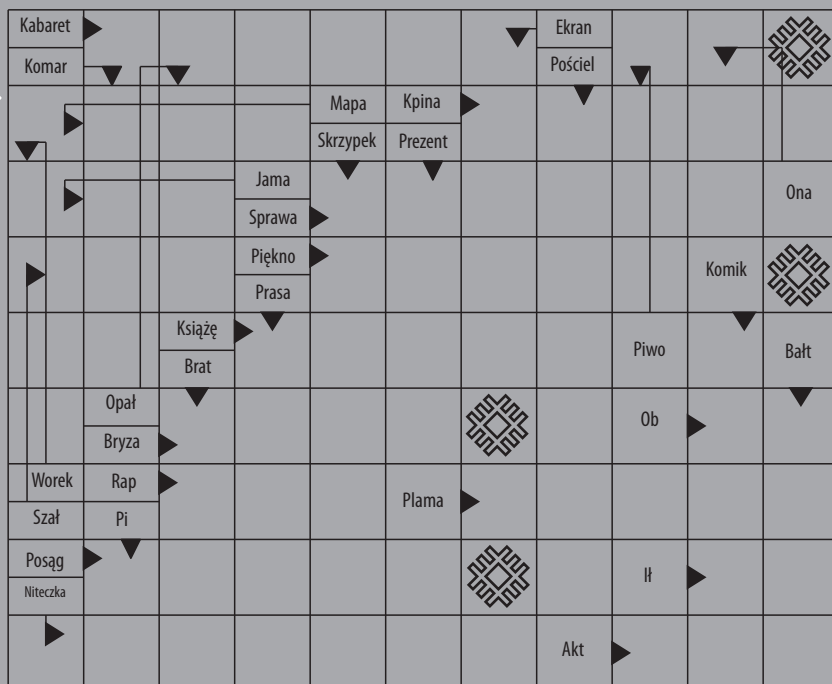 Kabaret
Ekran
Komar
Pościel
Mapa
Kpina
Skrzypek
Prezent
Jama
Ona
Sprawa
Piękno
Komik
Prasa
Książę
Piwo
Bałt
Brat
Opał
Ob
Bryza
Worek
Rap
Plama
Szał
Pi
Posąg
Ił
Niteczka
Akt